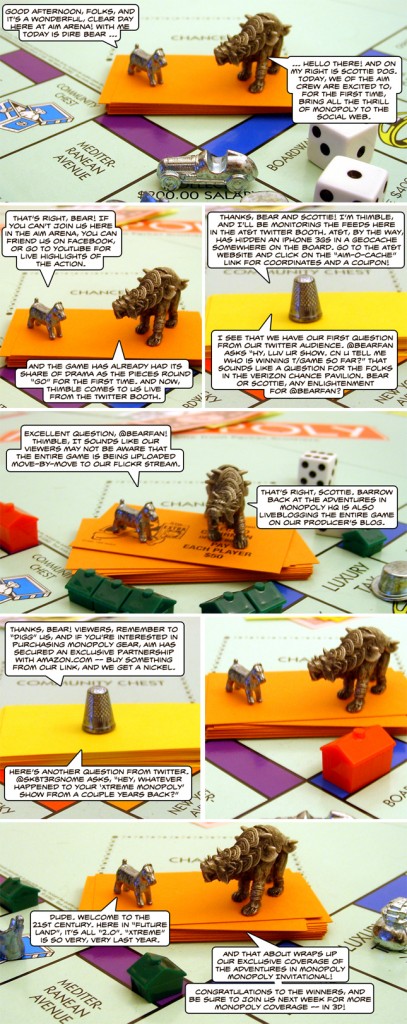 GOOD AFTERNOON, FOLKS, AND
IT'S A WONDERFUL, CLEAR DAY
HERE AT AIM ARENA! WITH ME
TODAY IS DIRE BEAR ...
... HELLO THERE! AND ON
MY RIGHT IS SCOTTIE DOG.
TODAY, WE OF THE AIM
CREW ARE EXCITED TO,
FOR THE FIRST TIME,
BRING ALL THE THRILL
OF MONOPOLY TO THE
SOCIAL WEB.
CHANCE
COMMUNITY
CHEST
MEDITER-
RANEAN
AVENUE
BOARDW
$200.00 SALAR
THAT'S RIGHT, BEAR! IF
YOU CAN'T JOIN US HERE
IN THE AIM ARENA, YOU CAN
FRIEND US ON FACEBOOK,
OR GO TO YOUTUBE FOR
LIVE HIGHLIGHTS OF
THE ACTION.
AND THE GAME HAS ALREADY HAD ITS
SHARE OF DRAMA AS THE PIECES ROUND
"GO" FOR THE FIRST TIME. AND NOW,
THIMBLE COMES TO US LIVE
FROM THE TWITTER BOOTH.
THANKS, BEAR AND SCOTTIE! I'M THIMBLE,
AND I'LL BE MONITORING THE FEEDS HERE
IN THE AT&T TWITTER BOOTH. AT&T, BY THE WAY,
HAS HIDDEN AN IPHONE 3GS IN A GEOCACHE
SOMEWHERE ON THE BOARD. GO TO THE AT&T
WEBSITE AND CLICK ON THE "AIM-O-CACHE"
LINK FOR COORDINATES AND A COUPON!
I SEE THAT WE HAVE OUR FIRST QUESTION
FROM OUR TWITTER AUDIENCE. @BEARFAN
ASKS "HY, LUV UR SHOW. CN U TELL ME
WHO IS WINNING T/GAME SO FAR?" THAT
SOUNDS LIKE A QUESTION FOR THE FOLKS
IN THE VERIZON CHANCE PAVILION. BEAR
OR SCOTTIE, ANY ENLIGHTENMENT
FOR @BEARFAN?
EXCELLENT QUESTION, @BEARFAN!
THIMBLE, IT SOUNDS LIKE OUR
VIEWERS MAY NOT BE AWARE THAT
THE ENTIRE GAME IS BEING UPLOADED
MOVE-BY-MOVE TO OUR FLICKR STREAM.
THAT'S RIGHT, SCOTTIE. BARROW
BACK AT THE ADVENTURES IN
MONOPOLY HQ IS ALSO
LIVEBLOGGING THE ENTIRE GAME
ON OUR PRODUCER'S BLOG.
CHAN
COMMUNITY
CHEST
PAY
EACH PLAYER
$50
LUXURY
THANKS, BEAR! VIEWERS, REMEMBER TO
"DIGG" US, AND IF YOU'RE INTERESTED IN
PURCHASING MONOPOLY GEAR, AIM HAS
SECURED AN EXCLUSIVE PARTNERSHIP
WITH AMAZON.COM -- BUY SOMETHING
FROM OUR LINK, AND WE GET A NICKEL.
COMMUNITY CHEST
HERE'S ANOTHER QUESTION FROM TWITTER.
@SK8T3RGNOME ASKS, "HEY, WHATEVER
HAPPENED TO YOUR 'XTREME MONOPOLY'
SHOW FROM A COUPLE YEARS BACK?"
DUDE. WELCOME TO THE
21ST CENTURY. HERE IN "FUTURE
LAND", IT'S ALL "2.0". "XTREME"
IS SO VERY, VERY LAST YEAR.
AND THAT ABOUT WRAPS UP
OUR EXCLUSIVE COVERAGE OF
THE ADVENTURES IN MONOPOLY
MONOPOLY INVITATIONAL!
CONGRATULATIONS TO THE WINNERS, AND
BE SURE TO JOIN US NEXT WEEK FOR MORE
MONOPOLY COVERAGE -- IN 3D!
MEDITER-
RANEAN
AVENUE